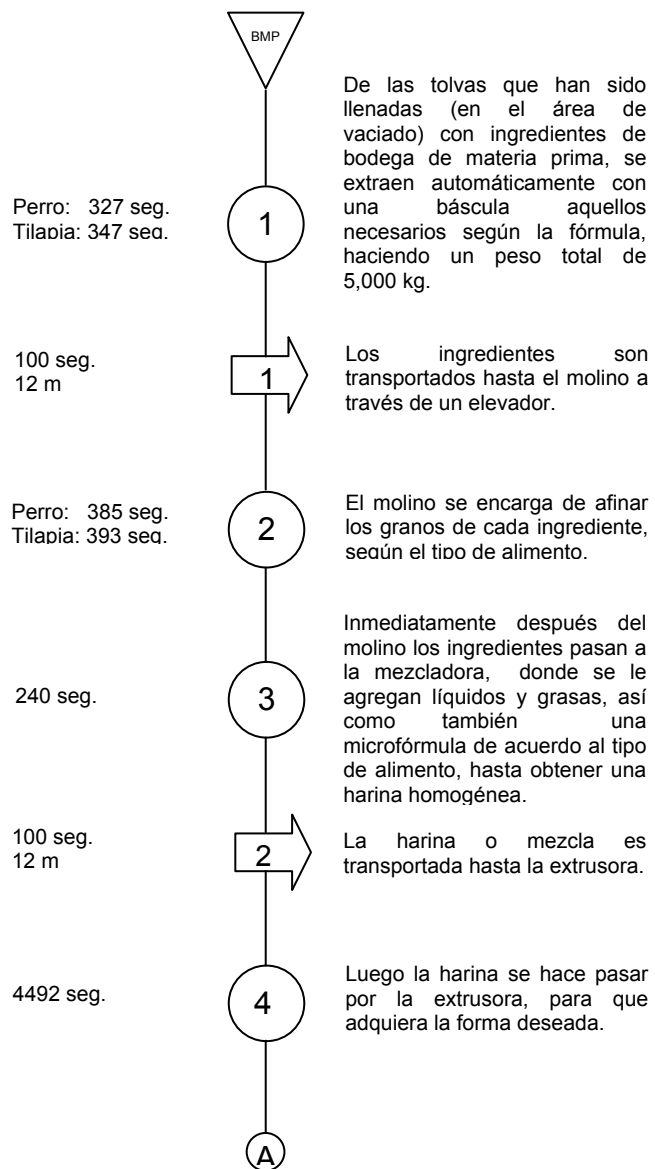 BMP
De las tolvas que han sido
llenadas (en el área de
vaciado) con ingredientes de
bodega de materia prima, se
extraen automáticamente con
una báscula aquellos
necesarios según la fórmula,
haciendo un peso total de
5,000 kg.
Perro: 327 seg.
Tilapia: 347 seg.
1
100 seg.
12 m
1
Los ingredientes son
transportados hasta el molino a
través de un elevador.
Perro: 385 seg.
Tilapia: 393 seg.
2
El molino se encarga de afinar
los granos de cada ingrediente,
según el tipo de alimento.
240 seg.
3
Inmediatamente después del
molino los ingredientes pasan a
la mezcladora, donde se le
agregan líquidos y grasas, así
como también una
microfórmula de acuerdo al tipo
de alimento, hasta obtener una
harina homogénea.
100 seg.
12 m
2
La harina o mezcla es
transportada hasta la extrusora.
4492 seg.
4
Luego la harina se hace pasar
por la extrusora, para que
adquiera la forma deseada.
A